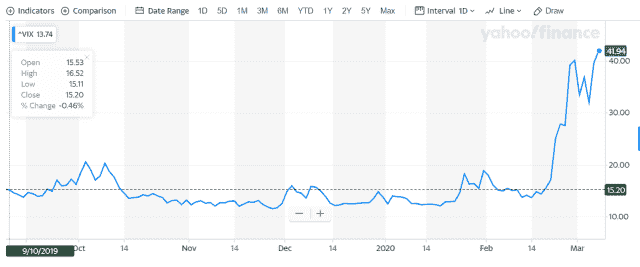 Indicators Comparison Date Range 1D 5D 1M 3M 6M YTD 1Y 2Y 5Y Max Interval 1D Line Draw
^VIX 13.74
yahoo!finance
Open 15.53
High 16.52
Low 15.11
Close 15.20
% Change -0.46%
41.94
40.00
20.00
15.20
10.00
9/10/2019 Oct 14 Nov 14 Dec 14 2020 14 Feb 14 Mar